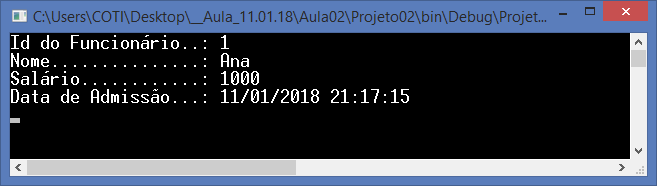 C:\Users\COTI\Desktop\__Aula_11.01.18\Aula02\Projeto02\bin\Debug\Projet...
Id do Funcionário..: 1
Nome...............: Ana
Salário............: 1000
Data de Admissão...: 11/01/2018 21:17:15